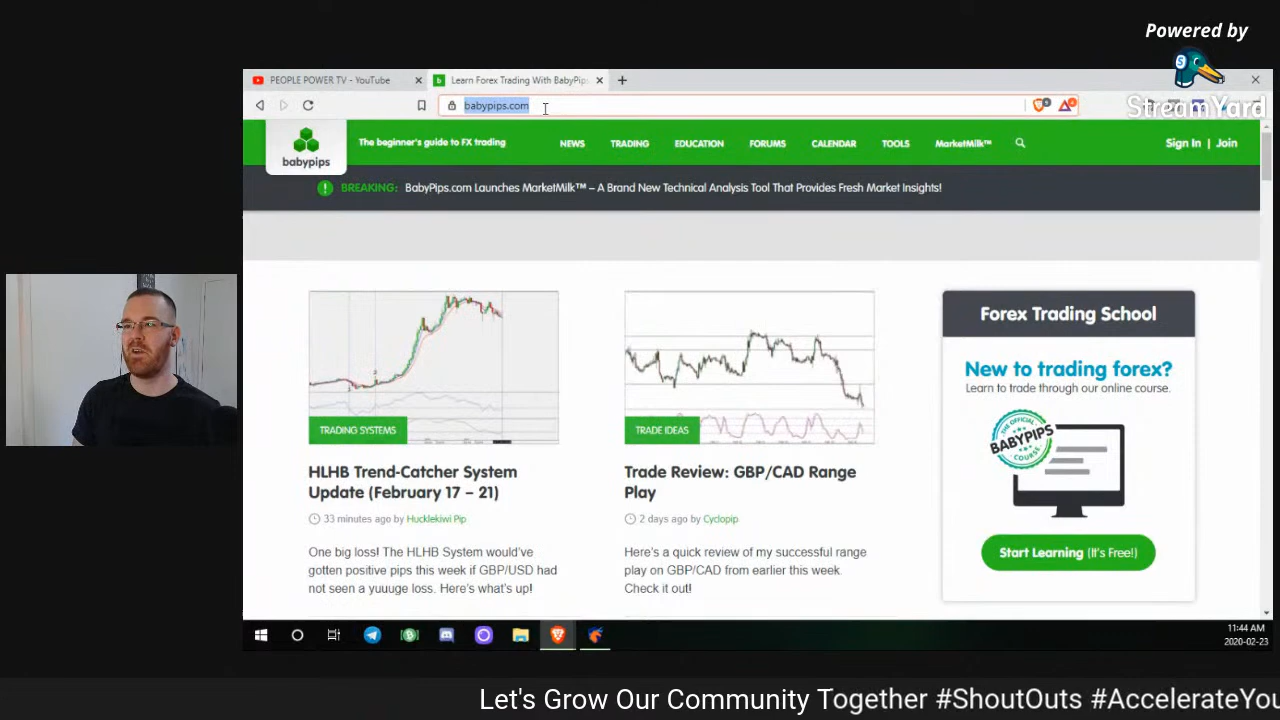 Powered by
StreamYard
PEOPLE POWER TV - YouTube
Learn Forex Trading With BabyPips
babypips.com
babypips
The beginner's guide to FX trading
NEWS
TRADING
EDUCATION
FORUMS
CALENDAR
TOOLS
MarketMilk™
Sign In | Join
BREAKING: BabyPips.com Launches MarketMilk™ – A Brand New Technical Analysis Tool That Provides Fresh Market Insights!
TRADING SYSTEMS
HLHB Trend-Catcher System
Update (February 17 – 21)
33 minutes ago by Hucklekiwi Pip
One big loss! The HLHB System would've
gotten positive pips this week if GBP/USD had
not seen a yuuuge loss. Here's what's up!
TRADE IDEAS
Trade Review: GBP/CAD Range
Play
2 days ago by Cyclopip
Here's a quick review of my successful range
play on GBP/CAD from earlier this week.
Check it out!
Forex Trading School
New to trading forex?
Learn to trade through our online course.
THE OFFICIAL
BABYPIPS
COURSE
Start Learning (It's Free!)
11:44 AM
2020-02-23
Let's Grow Our Community Together #ShoutOuts #AccelerateYou